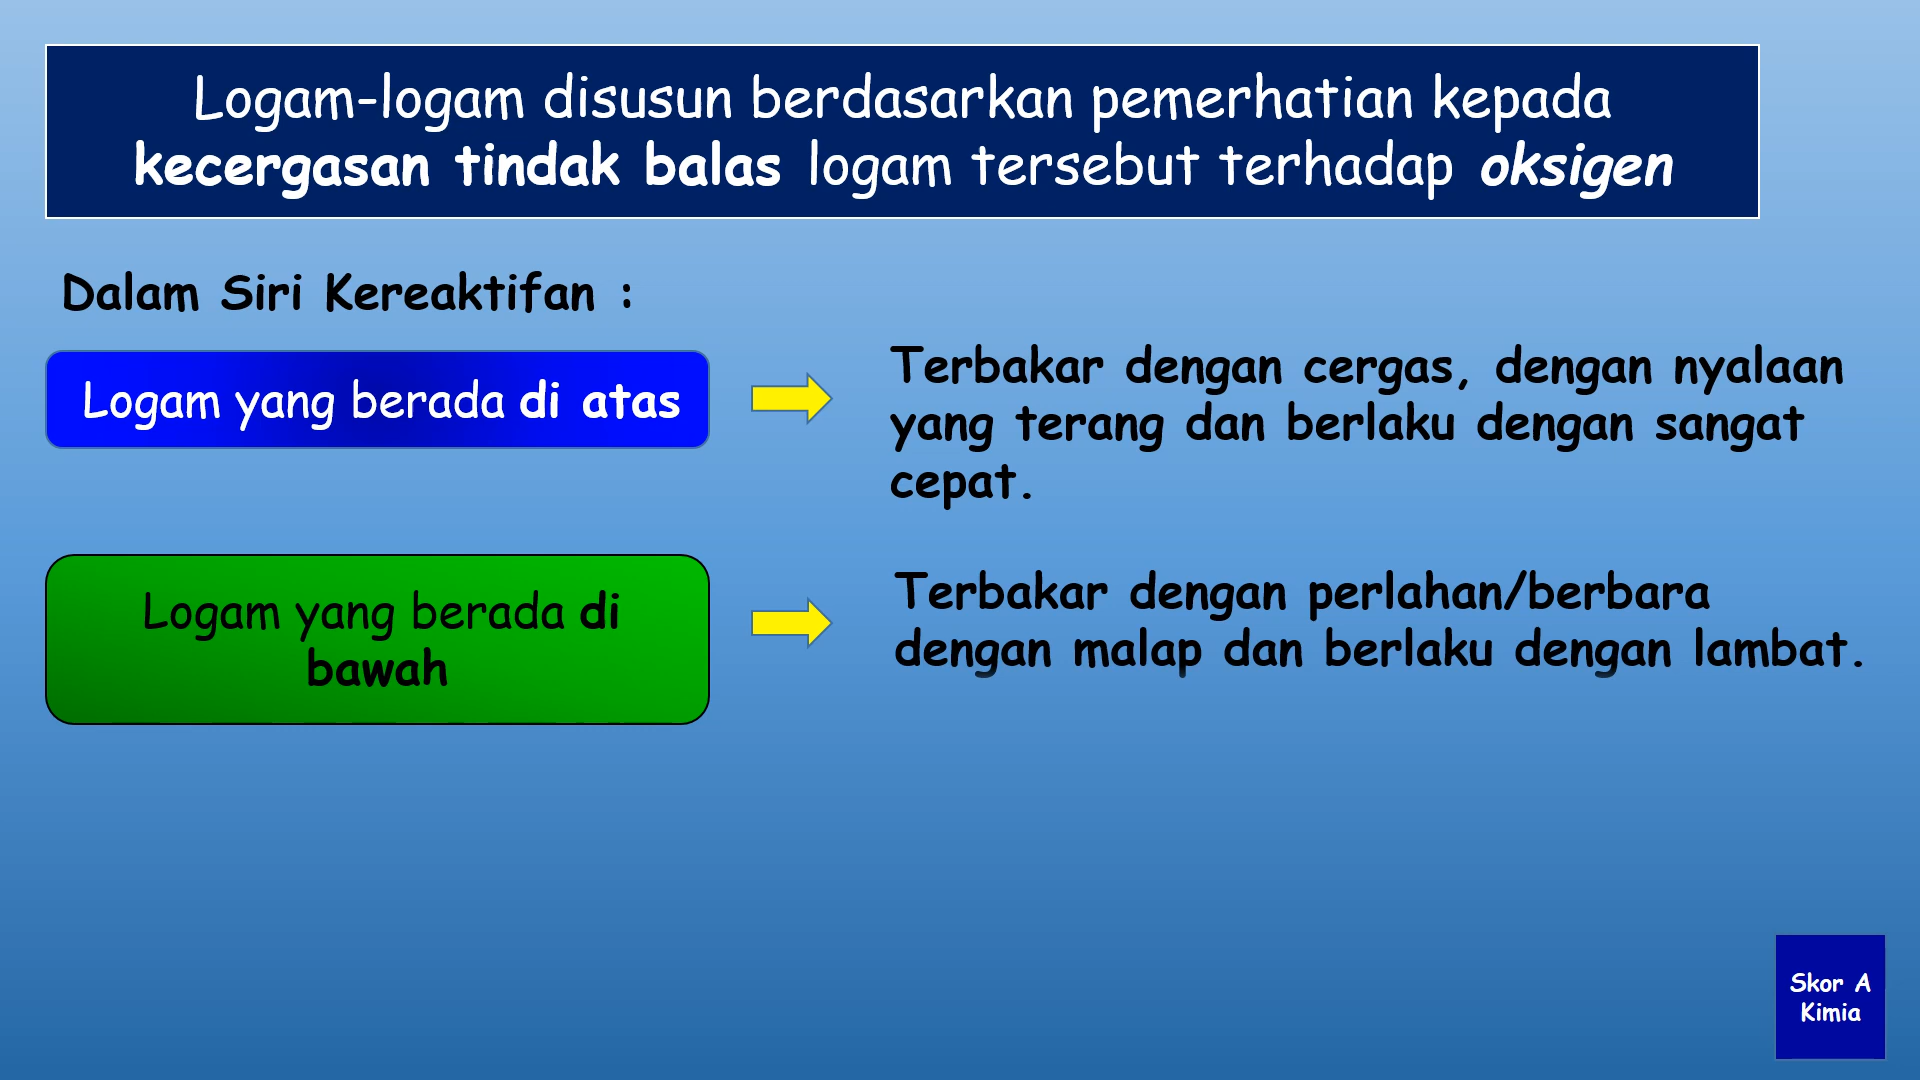 Logam-logam disusun berdasarkan pemerhatian kepada
kecergasan tindak balas logam tersebut terhadap oksigen
Dalam Siri Kereaktifan :
Logam yang berada di atas
Terbakar dengan cergas, dengan nyalaan
yang terang dan berlaku dengan sangat
cepat.
Logam yang berada di
bawah
Terbakar dengan perlahan/berbara
dengan malap dan berlaku dengan lambat.
Skor A
Kimia